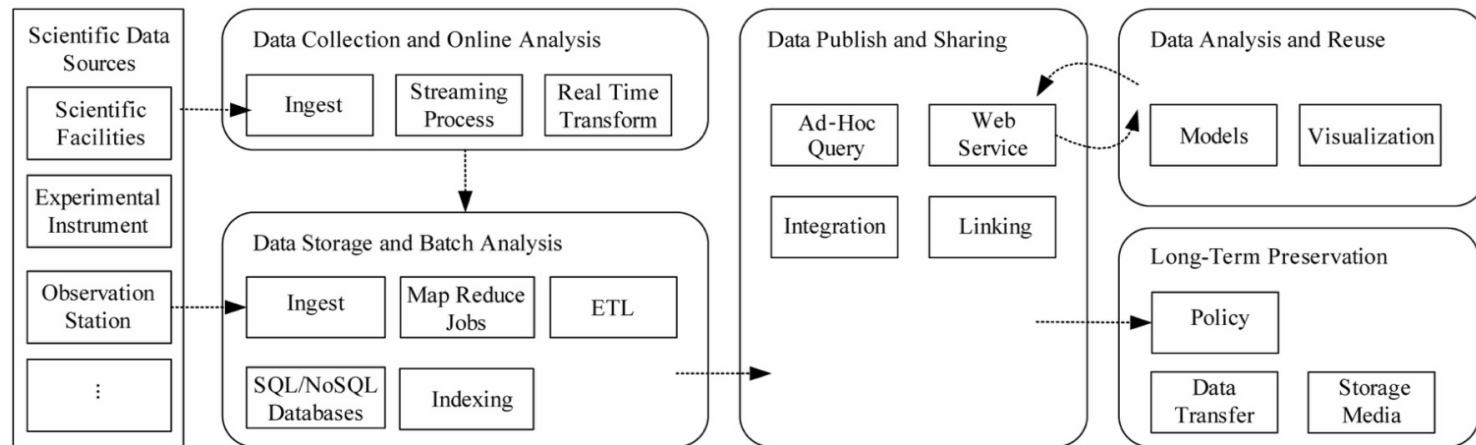 Scientific Data
Sources
Scientific
Facilities
Experimental
Instrument
Observation
Station
⋮
Data Collection and Online Analysis
Ingest
Streaming
Process
Real Time
Transform
Data Storage and Batch Analysis
Ingest
Map Reduce
Jobs
ETL
SQL/NoSQL
Databases
Indexing
Data Publish and Sharing
Ad-Hoc
Query
Web
Service
Integration
Linking
Data Analysis and Reuse
Models
Visualization
Long-Term Preservation
Policy
Data
Transfer
Storage
Media